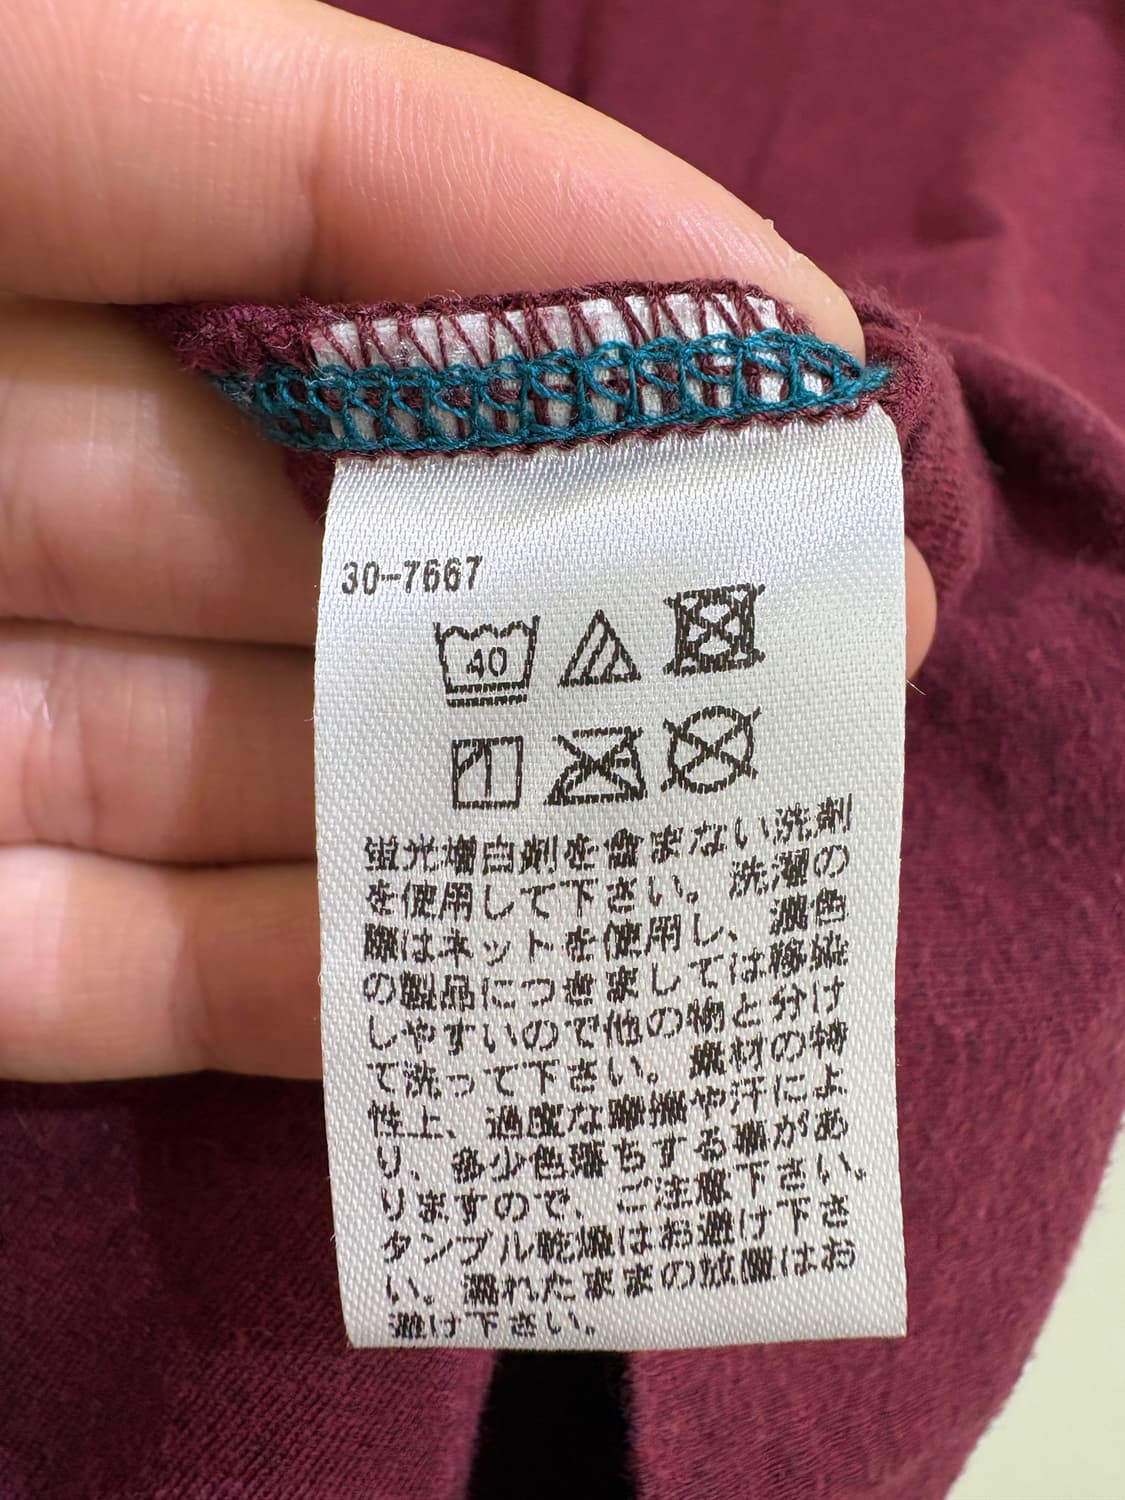 30-7667
40
蛍光増白剤を含まない洗剤
を使用して下さい。洗濯の
際はネットを使用し、濃色
の製品につきましては移染
しやすいので他の物と分け
て洗って下さい。素材の特
性上、過度な摩擦や汗によ
り、多少色落ちする事があ
りますので、ご注意下さい。
タンブル乾燥はお避け下さ
い。濡れたままの放置はお
避け下さい。